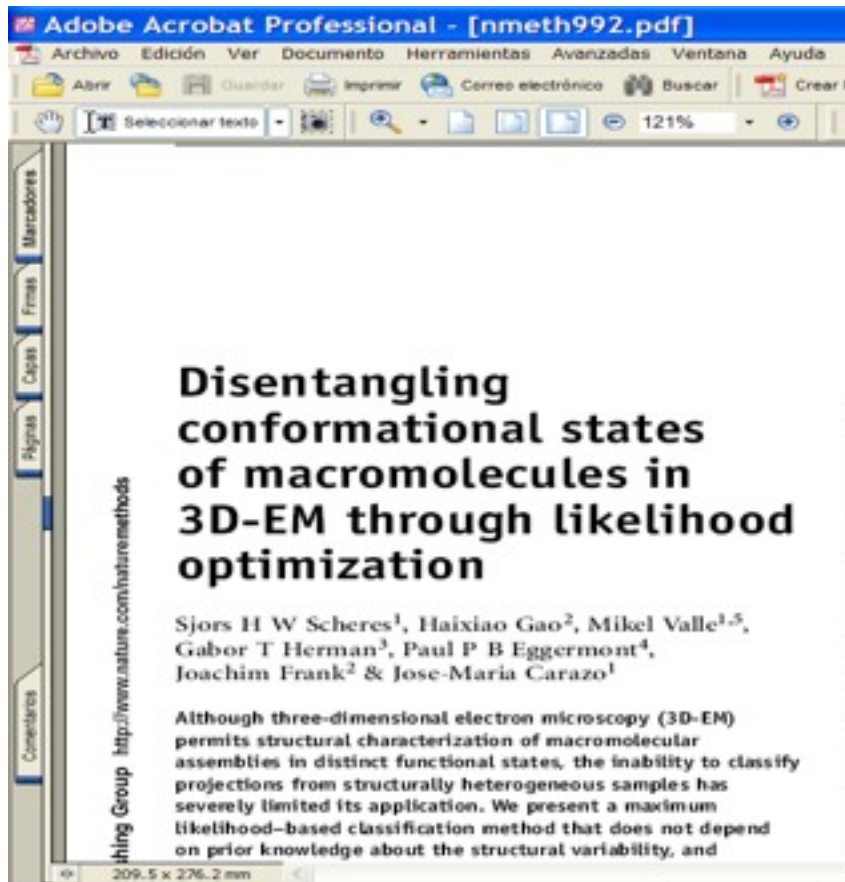 Adobe Acrobat Professional - [nmeth992.pdf]
Archivo Edición Ver Documento Herramientas Avanzadas Ventana Ayuda
Abrir Guardar Imprimir Correo electrónico Buscar Crear
Seleccionar texto 121%
Marcadores
Firmas
Capas
Páginas
Comentarios
shing Group http://www.nature.com/naturemethods
Disentangling
conformational states
of macromolecules in
3D-EM through likelihood
optimization
Sjors H W Scheres¹, Haixiao Gao², Mikel Valle¹,⁵,
Gabor T Herman³, Paul P B Eggermont⁴,
Joachim Frank² & Jose-Maria Carazo¹
Although three-dimensional electron microscopy (3D-EM)
permits structural characterization of macromolecular
assemblies in distinct functional states, the inability to classify
projections from structurally heterogeneous samples has
severely limited its application. We present a maximum
likelihood–based classification method that does not depend
on prior knowledge about the structural variability, and
209.5 x 276.2 mm